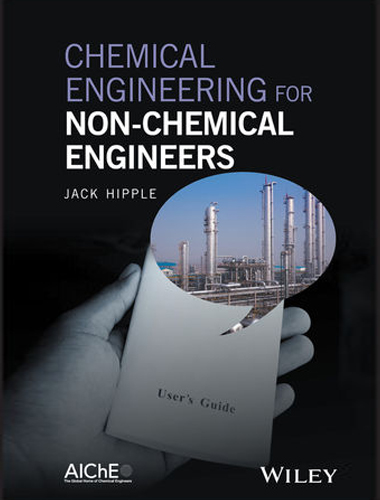 CHEMICAL
ENGINEERING FOR
NON-CHEMICAL
ENGINEERS
JACK HIPPLE
User's Guide
AIChE
The Global Home of Chemical Engineers
WILEY